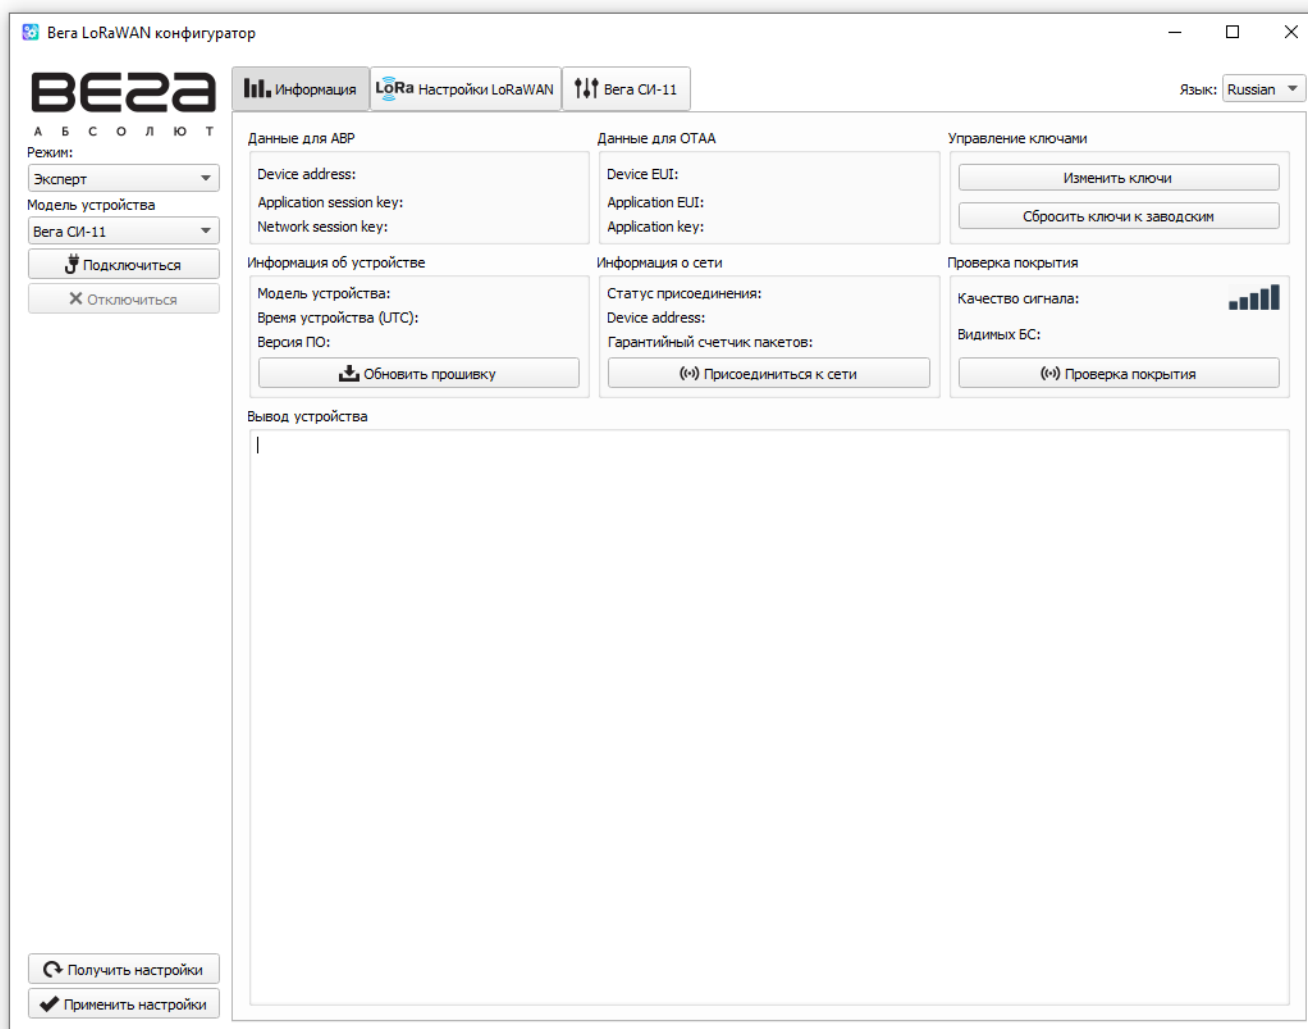 Вега LoRaWAN конфигуратор
ВЕГА
АБСОЛЮТ
Режим:
Эксперт
Модель устройства
Вега СИ-11
Подключиться
Отключиться
Получить настройки
Применить настройки
Информация
LoRa Настройки LoRaWAN
Вега СИ-11
Язык: Russian
Данные для ABP
Device address:
Application session key:
Network session key:
Данные для OTAA
Device EUI:
Application EUI:
Application key:
Управление ключами
Изменить ключи
Сбросить ключи к заводским
Информация об устройстве
Модель устройства:
Время устройства (UTC):
Версия ПО:
Обновить прошивку
Информация о сети
Статус присоединения:
Device address:
Гарантийный счетчик пакетов:
Присоединиться к сети
Проверка покрытия
Качество сигнала:
Видимых БС:
Проверка покрытия
Вывод устройства